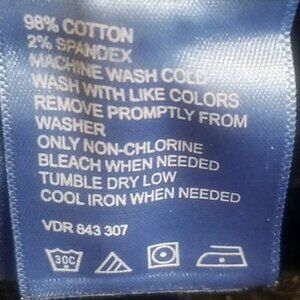 98% COTTON
2% SPANDEX
MACHINE WASH COLD
WASH WITH LIKE COLORS
REMOVE PROMPTLY FROM
WASHER
ONLY NON-CHLORINE
BLEACH WHEN NEEDED
TUMBLE DRY LOW
COOL IRON WHEN NEEDED
VDR 843 307
30C